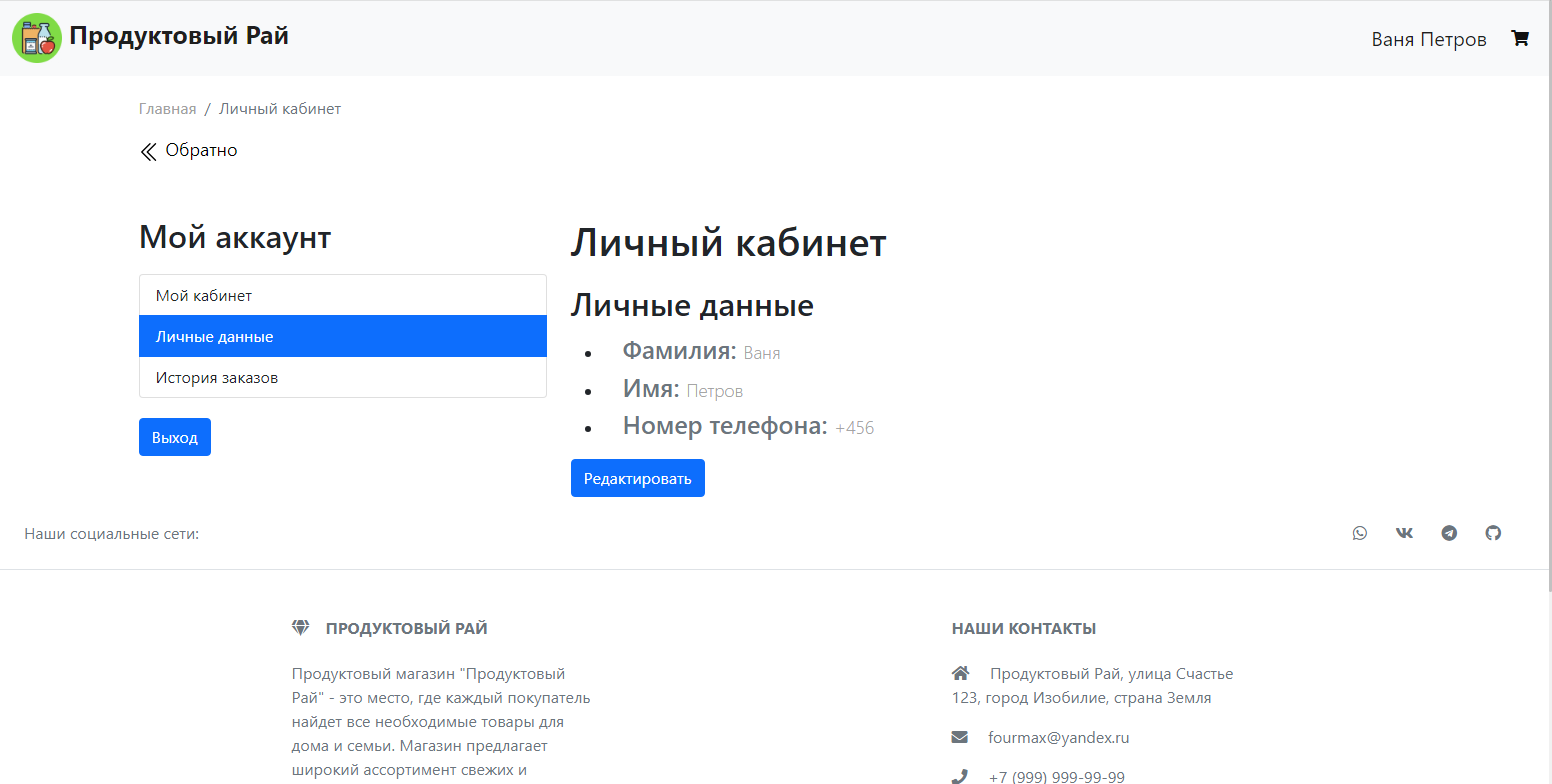 Продуктовый Рай
Ваня Петров
Главная / Личный кабинет
Обратно
Мой аккаунт
Мой кабинет
Личные данные
История заказов
Выход
Личный кабинет
Личные данные
Фамилия: Ваня
Имя: Петров
Номер телефона: +456
Редактировать
Наши социальные сети:
ПРОДУКТОВЫЙ РАЙ
Продуктовый магазин "Продуктовый
Рай" - это место, где каждый покупатель
найдет все необходимые товары для
дома и семьи. Магазин предлагает
широкий ассортимент свежих и
НАШИ КОНТАКТЫ
Продуктовый Рай, улица Счастье
123, город Изобилие, страна Земля
fourmax@yandex.ru
+7 (999) 999-99-99